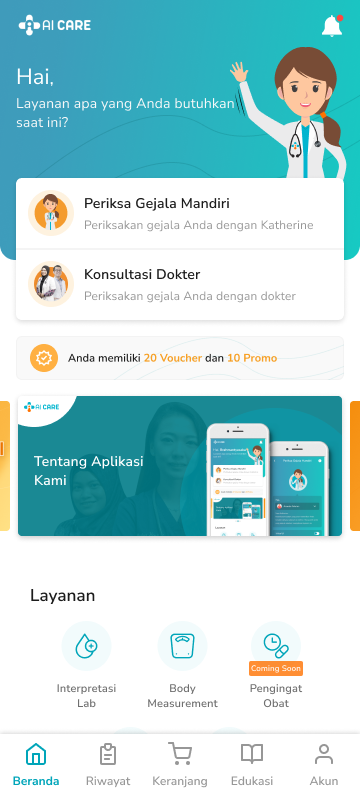 AI CARE
Hai,
Layanan apa yang Anda butuhkan
saat ini?
Periksa Gejala Mandiri
Periksakan gejala Anda dengan Katherine
Konsultasi Dokter
Periksakan gejala Anda dengan dokter
Anda memiliki 20 Voucher dan 10 Promo
AI CARE
Tentang Aplikasi
Kami
Layanan
Interpretasi
Lab
Body
Measurement
Coming Soon
Pengingat
Obat
Beranda
Riwayat
Keranjang
Edukasi
Akun